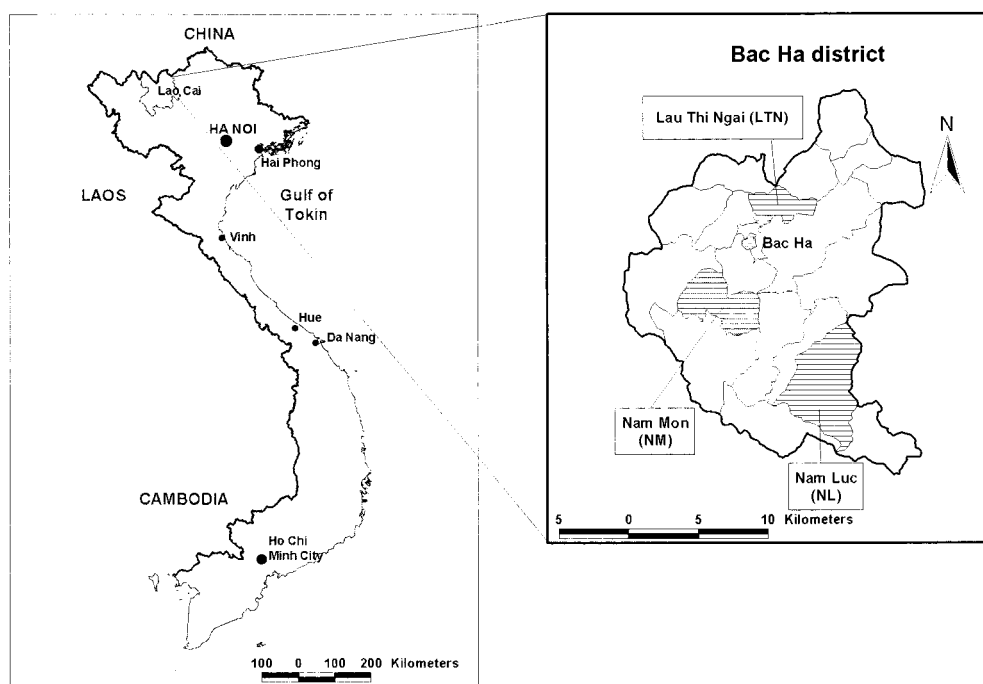 CHINA
Lao Cai
HA NOI
Hai Phong
LAOS
Gulf of
Tokin
Vinh
Hue
Da Nang
CAMBODIA
Ho Chi
Minh City
100 0 100 200 Kilometers
Bac Ha district
Lau Thi Ngai (LTN)
N
Bac Ha
Nam Mon
(NM)
Nam Luc
(NL)
5 0 5 10 Kilometers